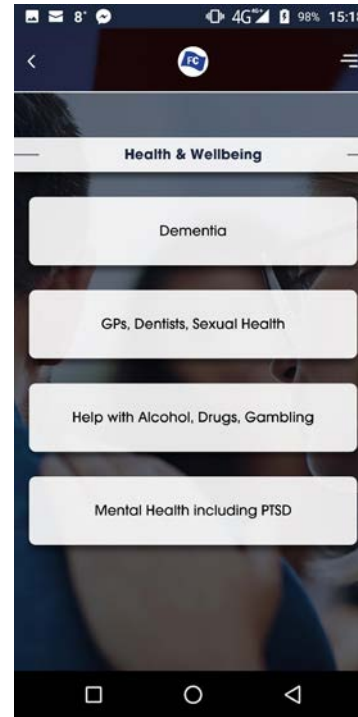 8° 4G 98% 15:18
FC
Health & Wellbeing
Dementia
GPs, Dentists, Sexual Health
Help with Alcohol, Drugs, Gambling
Mental Health including PTSD